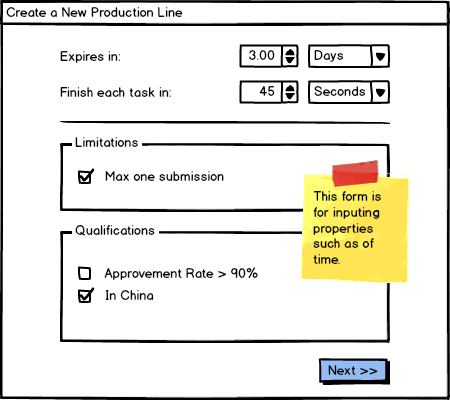 Create a New Production Line
Expires in: 3.00 Days
Finish each task in: 45 Seconds
Limitations
Max one submission
This form is
for inputing
properties
such as of
time.
Qualifications
Approvement Rate > 90%
In China
Next >>